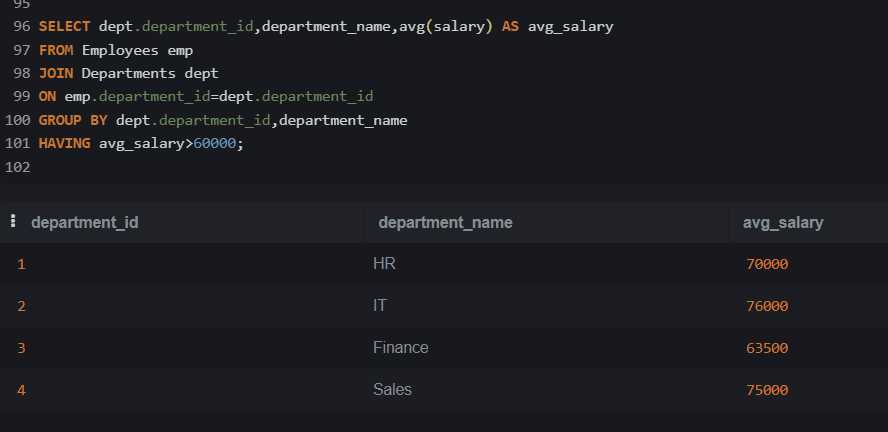 95
96 SELECT dept.department_id,department_name,avg(salary) AS avg_salary
97 FROM Employees emp
98 JOIN Departments dept
99 ON emp.department_id=dept.department_id
100 GROUP BY dept.department_id,department_name
101 HAVING avg_salary>60000;
102
department_id department_name avg_salary
1 HR 70000
2 IT 76000
3 Finance 63500
4 Sales 75000